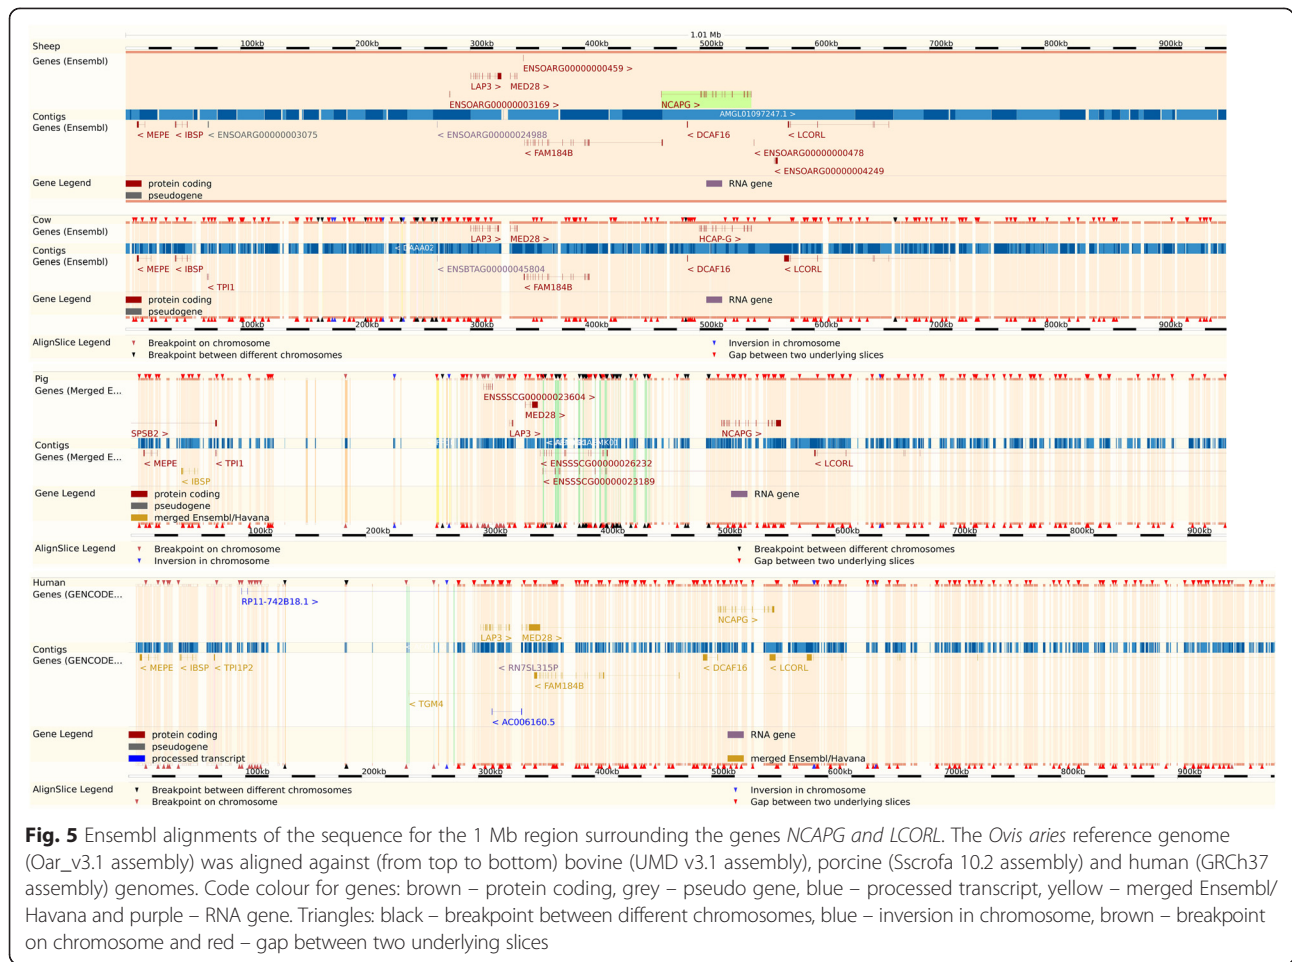 1.01 Mb
Sheep 100kb 200kb 300kb 400kb 500kb 600kb 700kb 800kb 900kb
Genes (Ensembl)
ENSOARG00000000459 >
LAP3 > MED28 >
ENSOARG00000003169 > NCAPG >
Contigs AMGL01097247.1 >
Genes (Ensembl)
< MEPE < IBSP < ENSOARG00000003075 < ENSOARG00000024988 < DCAF16 < LCORL
< FAM184B < ENSOARG00000000478
< ENSOARG00000004249
Gene Legend protein coding RNA gene
pseudogene
Cow
Genes (Ensembl)
LAP3 > MED28 > HCAP-G >
Contigs < DAAA02
Genes (Ensembl)
< MEPE < IBSP < ENSBTAG00000045804 < DCAF16 < LCORL
< TPI1 < FAM184B
Gene Legend protein coding RNA gene
pseudogene
100kb 200kb 300kb 400kb 500kb 600kb 700kb 800kb 900kb
AlignSlice Legend Breakpoint on chromosome Inversion in chromosome
Breakpoint between different chromosomes Gap between two underlying slices
Pig
Genes (Merged E...
ENSSSCG00000023604 >
MED28 >
SPSB2 > LAP3 > NCAPG >
Contigs
Genes (Merged E...
< MEPE < TPI1 < ENSSSCG00000026232 < LCORL
< IBSP < ENSSSCG00000023189
Gene Legend protein coding RNA gene
pseudogene
merged Ensembl/Havana
100kb 200kb 300kb 400kb 500kb 600kb 700kb 800kb 900kb
AlignSlice Legend Breakpoint on chromosome Breakpoint between different chromosomes
Inversion in chromosome Gap between two underlying slices
Human
Genes (GENCODE...
RP11-742B18.1 >
NCAPG >
LAP3 > MED28 >
Contigs
Genes (GENCODE...
< MEPE < IBSP < TPI1P2 < RN7SL315P < DCAF16 < LCORL
< FAM184B
< TGM4
< AC006160.5
Gene Legend protein coding RNA gene
pseudogene
processed transcript merged Ensembl/Havana
100kb 200kb 300kb 400kb 500kb 600kb 700kb 800kb 900kb
AlignSlice Legend Breakpoint between different chromosomes Inversion in chromosome
Breakpoint on chromosome Gap between two underlying slices
Fig. 5 Ensembl alignments of the sequence for the 1 Mb region surrounding the genes NCAPG and LCORL. The Ovis aries reference genome
(Oar_v3.1 assembly) was aligned against (from top to bottom) bovine (UMD v3.1 assembly), porcine (Sscrofa 10.2 assembly) and human (GRCh37
assembly) genomes. Code colour for genes: brown – protein coding, grey – pseudo gene, blue – processed transcript, yellow – merged Ensembl/
Havana and purple – RNA gene. Triangles: black – breakpoint between different chromosomes, blue – inversion in chromosome, brown – breakpoint
on chromosome and red – gap between two underlying slices